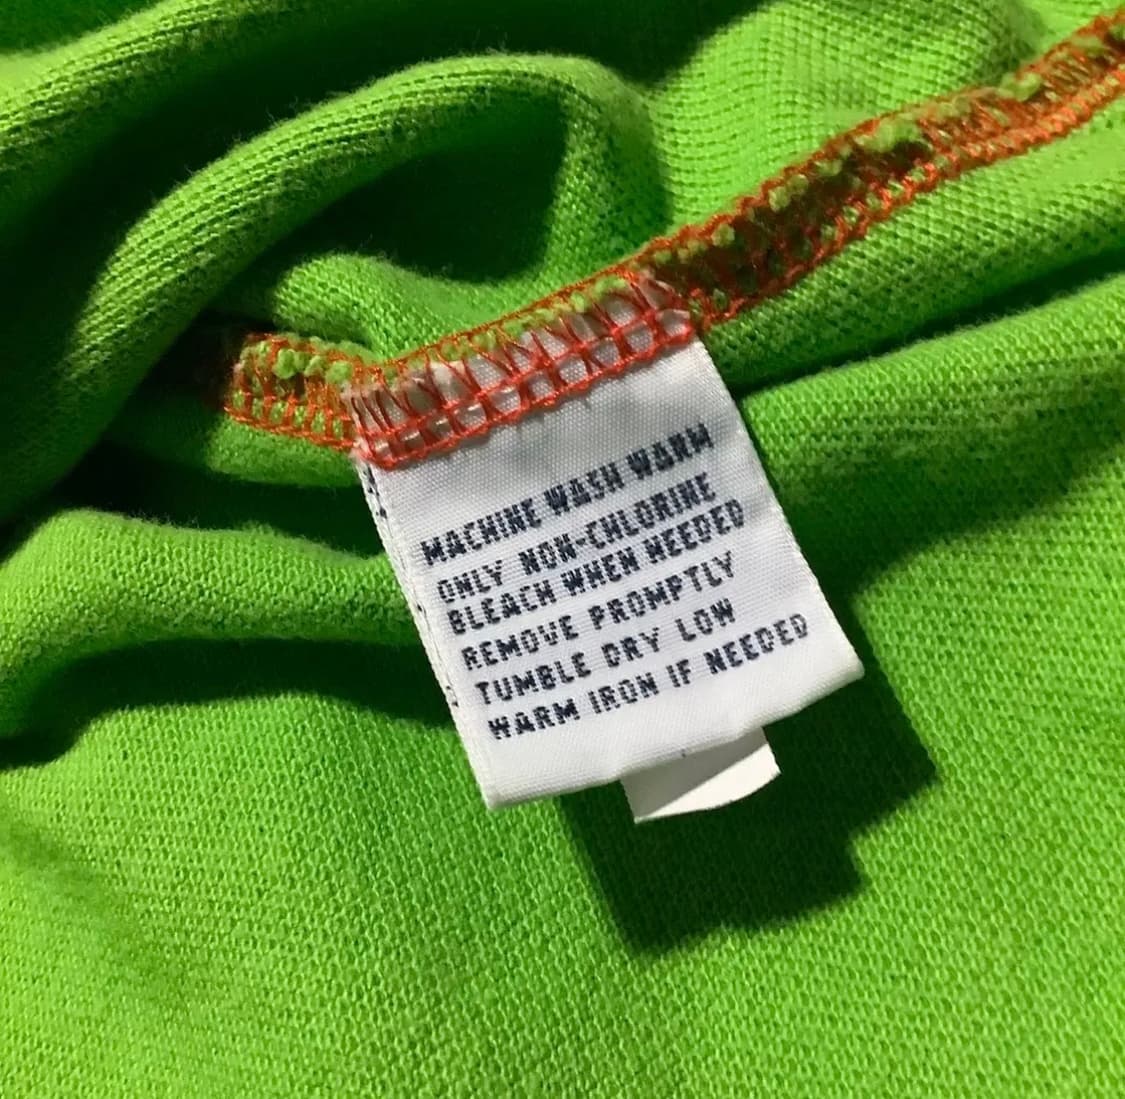 MACHINE WASH WARM
ONLY NON-CHLORINE
BLEACH WHEN NEEDED
REMOVE PROMPTLY
TUMBLE DRY LOW
WARM IRON IF NEEDED